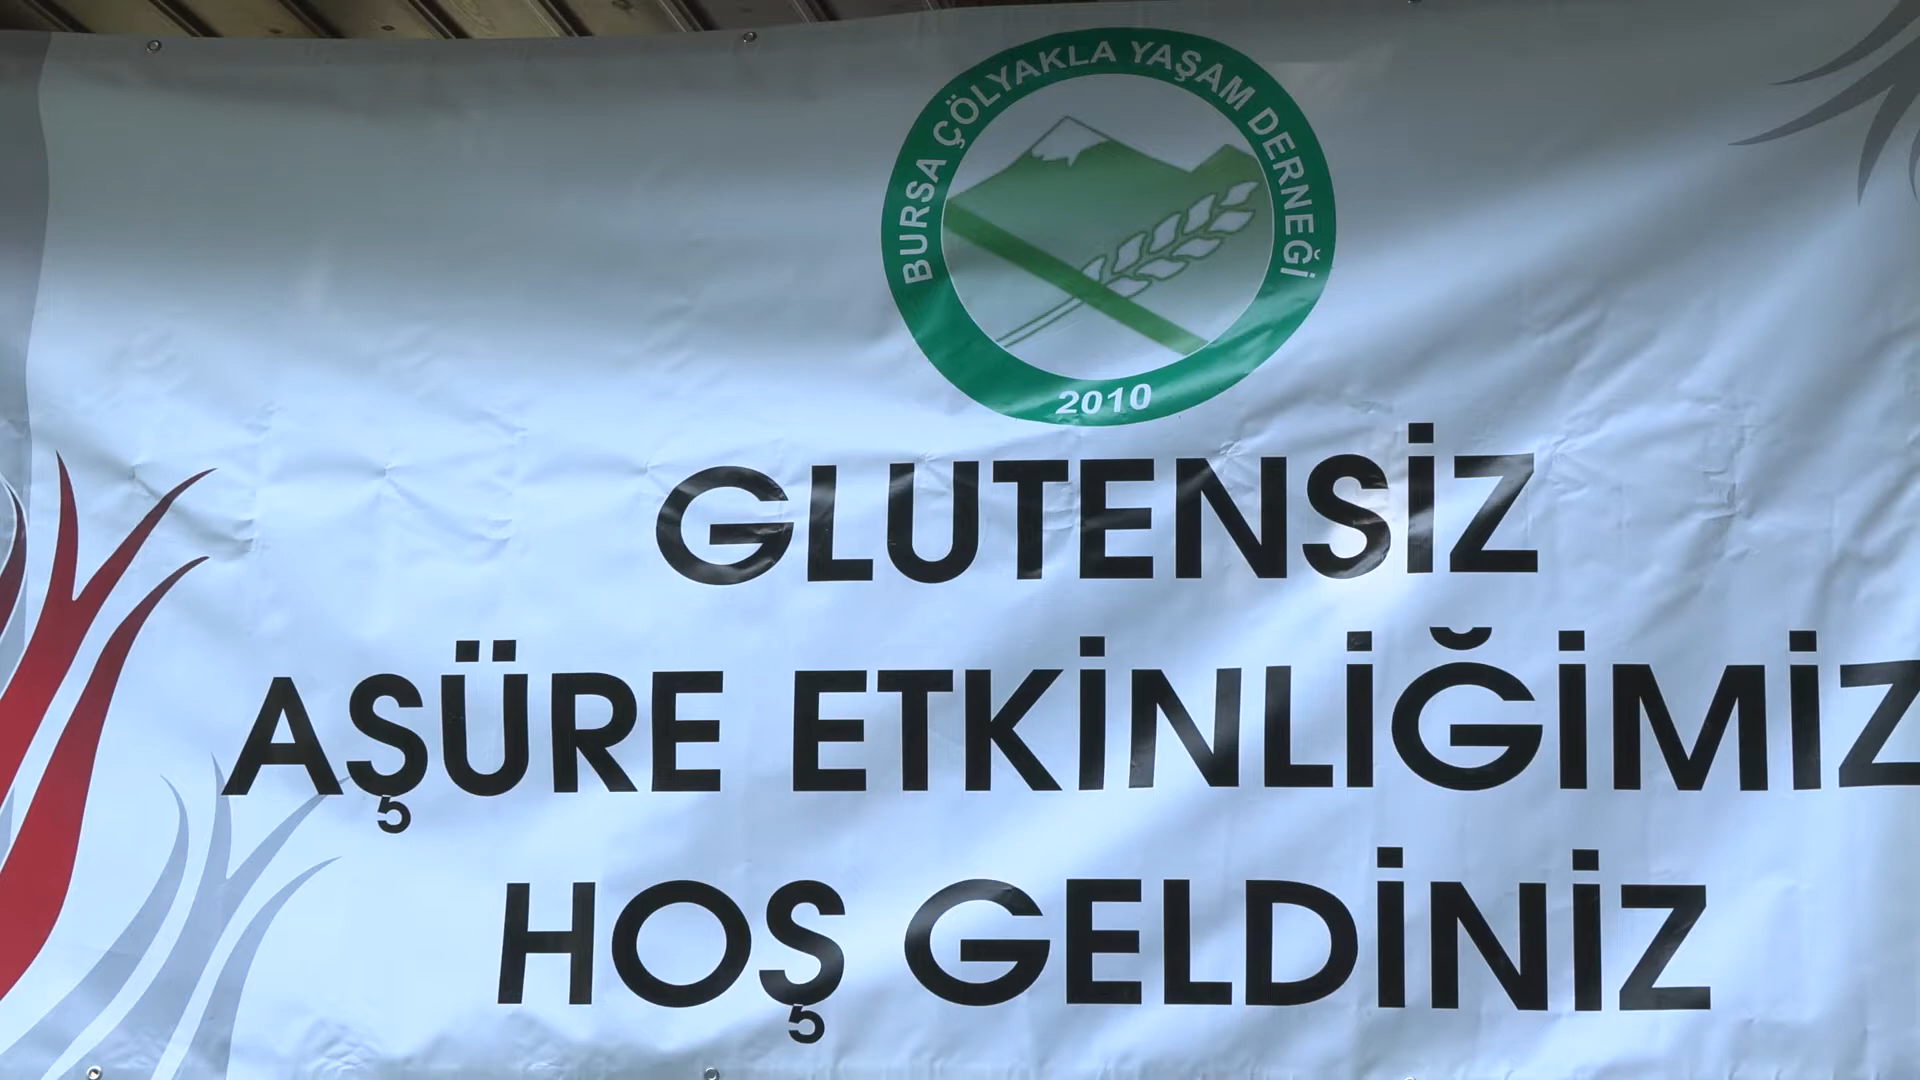 BURSA ÇÖLYAKLA YAŞAM DERNEĞİ
2010
GLUTENSİZ
AŞÜRE ETKİNLİĞİMİZ
HOŞ GELDİNİZ